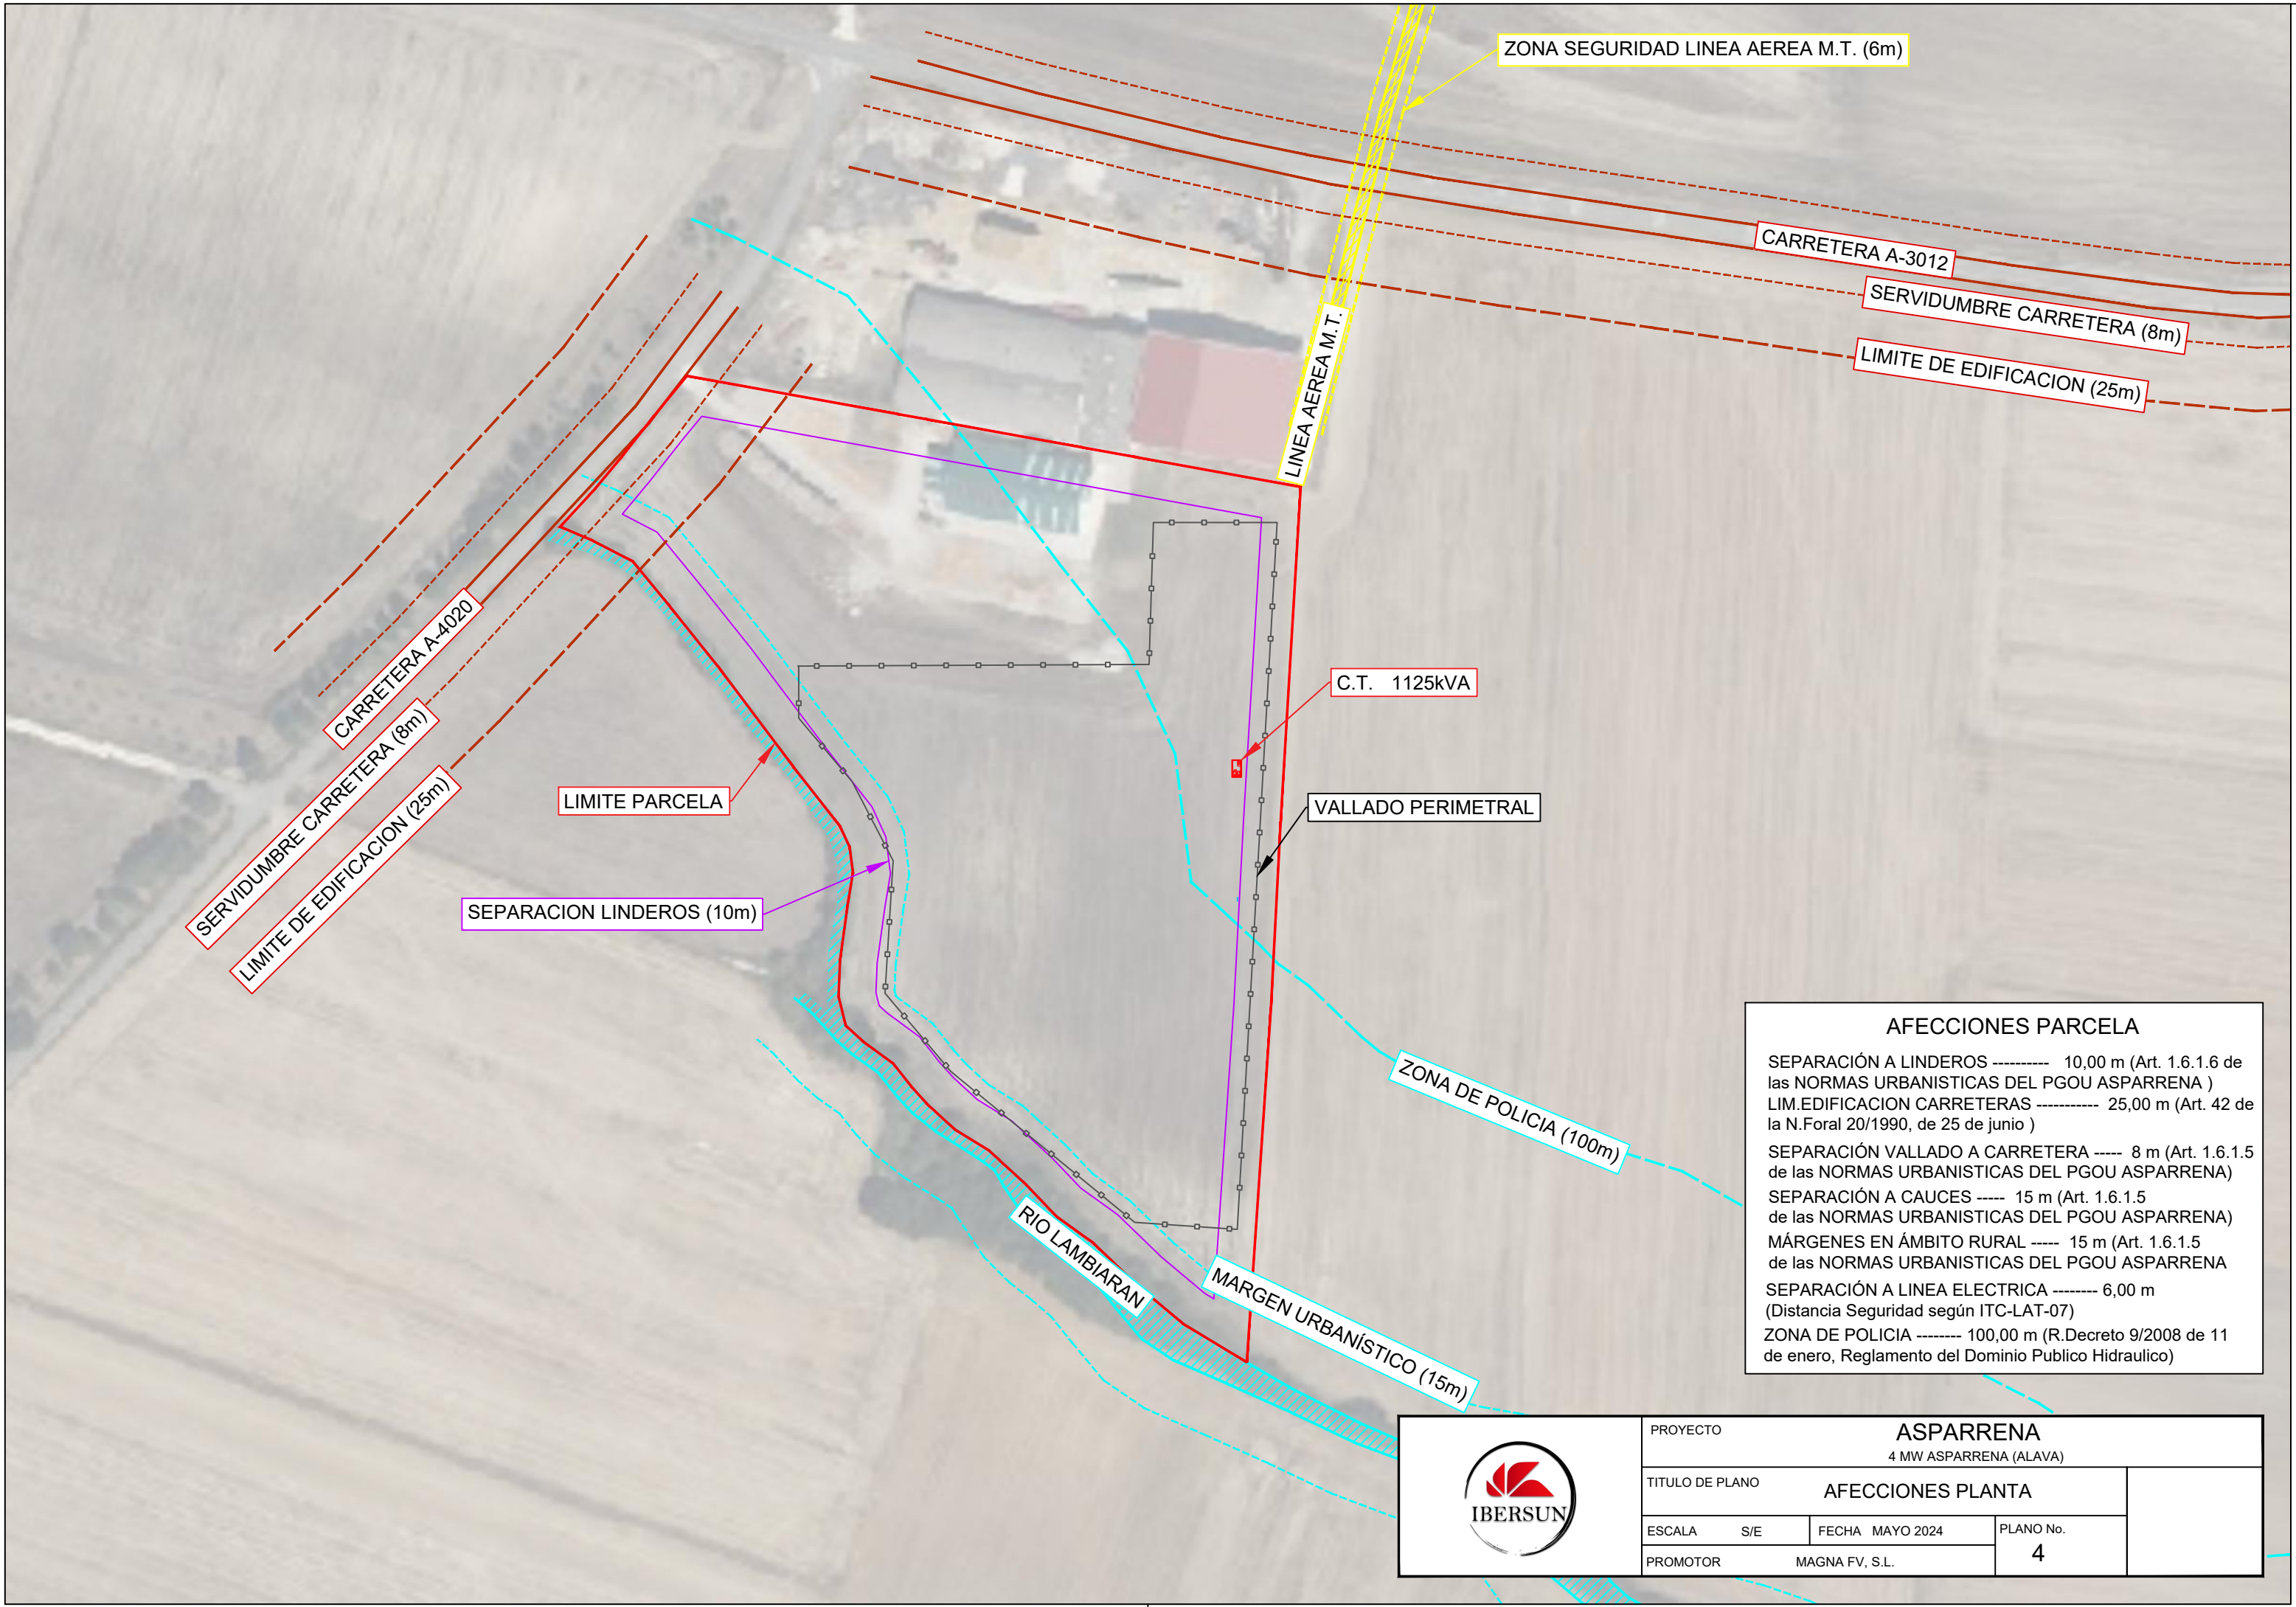 ZONA SEGURIDAD LINEA AEREA M.T. (6m)
CARRETERA A-3012
SERVIDUMBRE CARRETERA (8m)
LIMITE DE EDIFICACION (25m)
LINEA AEREA M.T.
CARRETERA A-4020
SERVIDUMBRE CARRETERA (8m)
LIMITE DE EDIFICACION (25m)
C.T. 1125kVA
LIMITE PARCELA
VALLADO PERIMETRAL
SEPARACION LINDEROS (10m)
ZONA DE POLICIA (100m)
RIO LAMBIARAN
MARGEN URBANÍSTICO (15m)
AFECCIONES PARCELA
SEPARACIÓN A LINDEROS ---------- 10,00 m (Art. 1.6.1.6 de
las NORMAS URBANISTICAS DEL PGOU ASPARRENA )
LIM.EDIFICACION CARRETERAS ----------- 25,00 m (Art. 42 de
la N.Foral 20/1990, de 25 de junio )
SEPARACIÓN VALLADO A CARRETERA ----- 8 m (Art. 1.6.1.5
de las NORMAS URBANISTICAS DEL PGOU ASPARRENA)
SEPARACIÓN A CAUCES ----- 15 m (Art. 1.6.1.5
de las NORMAS URBANISTICAS DEL PGOU ASPARRENA)
MÁRGENES EN ÁMBITO RURAL ----- 15 m (Art. 1.6.1.5
de las NORMAS URBANISTICAS DEL PGOU ASPARRENA
SEPARACIÓN A LINEA ELECTRICA -------- 6,00 m
(Distancia Seguridad según ITC-LAT-07)
ZONA DE POLICIA -------- 100,00 m (R.Decreto 9/2008 de 11
de enero, Reglamento del Dominio Publico Hidraulico)
IBERSUN
PROYECTO ASPARRENA
4 MW ASPARRENA (ALAVA)
TITULO DE PLANO AFECCIONES PLANTA
ESCALA S/E FECHA MAYO 2024 PLANO No.
4
PROMOTOR MAGNA FV, S.L.